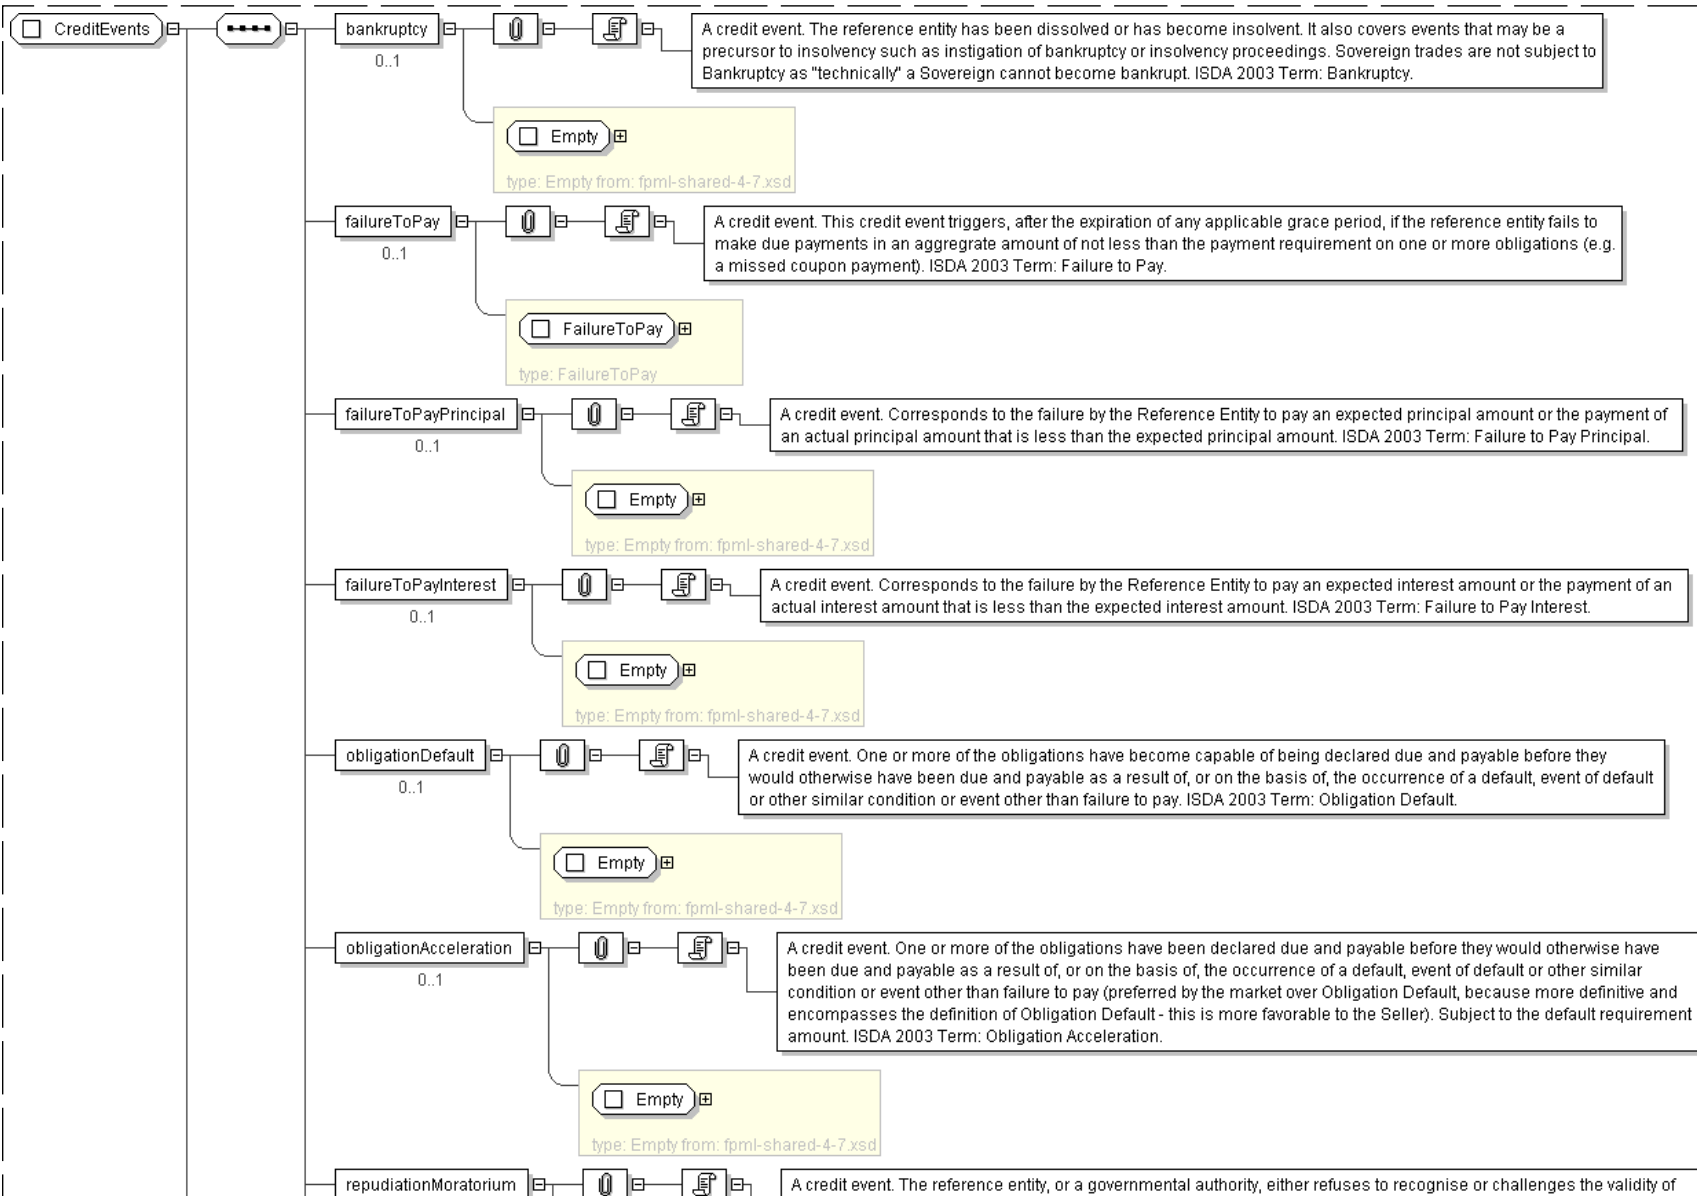 CreditEvents
bankruptcy
0..1
A credit event. The reference entity has been dissolved or has become insolvent. It also covers events that may be a
precursor to insolvency such as instigation of bankruptcy or insolvency proceedings. Sovereign trades are not subject to
Bankruptcy as "technically" a Sovereign cannot become bankrupt. ISDA 2003 Term: Bankruptcy.
Empty
type: Empty from: fpml-shared-4-7.xsd
failureToPay
0..1
A credit event. This credit event triggers, after the expiration of any applicable grace period, if the reference entity fails to
make due payments in an aggregrate amount of not less than the payment requirement on one or more obligations (e.g.
a missed coupon payment). ISDA 2003 Term: Failure to Pay.
FailureToPay
type: FailureToPay
failureToPayPrincipal
0..1
A credit event. Corresponds to the failure by the Reference Entity to pay an expected principal amount or the payment of
an actual principal amount that is less than the expected principal amount. ISDA 2003 Term: Failure to Pay Principal.
Empty
type: Empty from: fpml-shared-4-7.xsd
failureToPayInterest
0..1
A credit event. Corresponds to the failure by the Reference Entity to pay an expected interest amount or the payment of an
actual interest amount that is less than the expected interest amount. ISDA 2003 Term: Failure to Pay Interest.
Empty
type: Empty from: fpml-shared-4-7.xsd
obligationDefault
0..1
A credit event. One or more of the obligations have become capable of being declared due and payable before they
would otherwise have been due and payable as a result of, or on the basis of, the occurrence of a default, event of default
or other similar condition or event other than failure to pay. ISDA 2003 Term: Obligation Default.
Empty
type: Empty from: fpml-shared-4-7.xsd
obligationAcceleration
0..1
A credit event. One or more of the obligations have been declared due and payable before they would otherwise have
been due and payable as a result of, or on the basis of, the occurrence of a default, event of default or other similar
condition or event other than failure to pay (preferred by the market over Obligation Default, because more definitive and
encompasses the definition of Obligation Default - this is more favorable to the Seller). Subject to the default requirement
amount. ISDA 2003 Term: Obligation Acceleration.
Empty
type: Empty from: fpml-shared-4-7.xsd
repudiationMoratorium
A credit event. The reference entity, or a governmental authority, either refuses to recognise or challenges the validity of